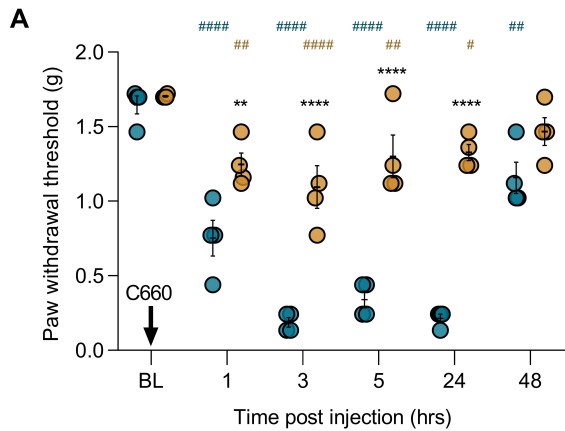 A
#### #### #### #### ##
## #### ## #
** **** **** ****
Paw withdrawal threshold (g)
2.0
1.5
1.0
0.5
0.0
C660
BL 1 3 5 24 48
Time post injection (hrs)